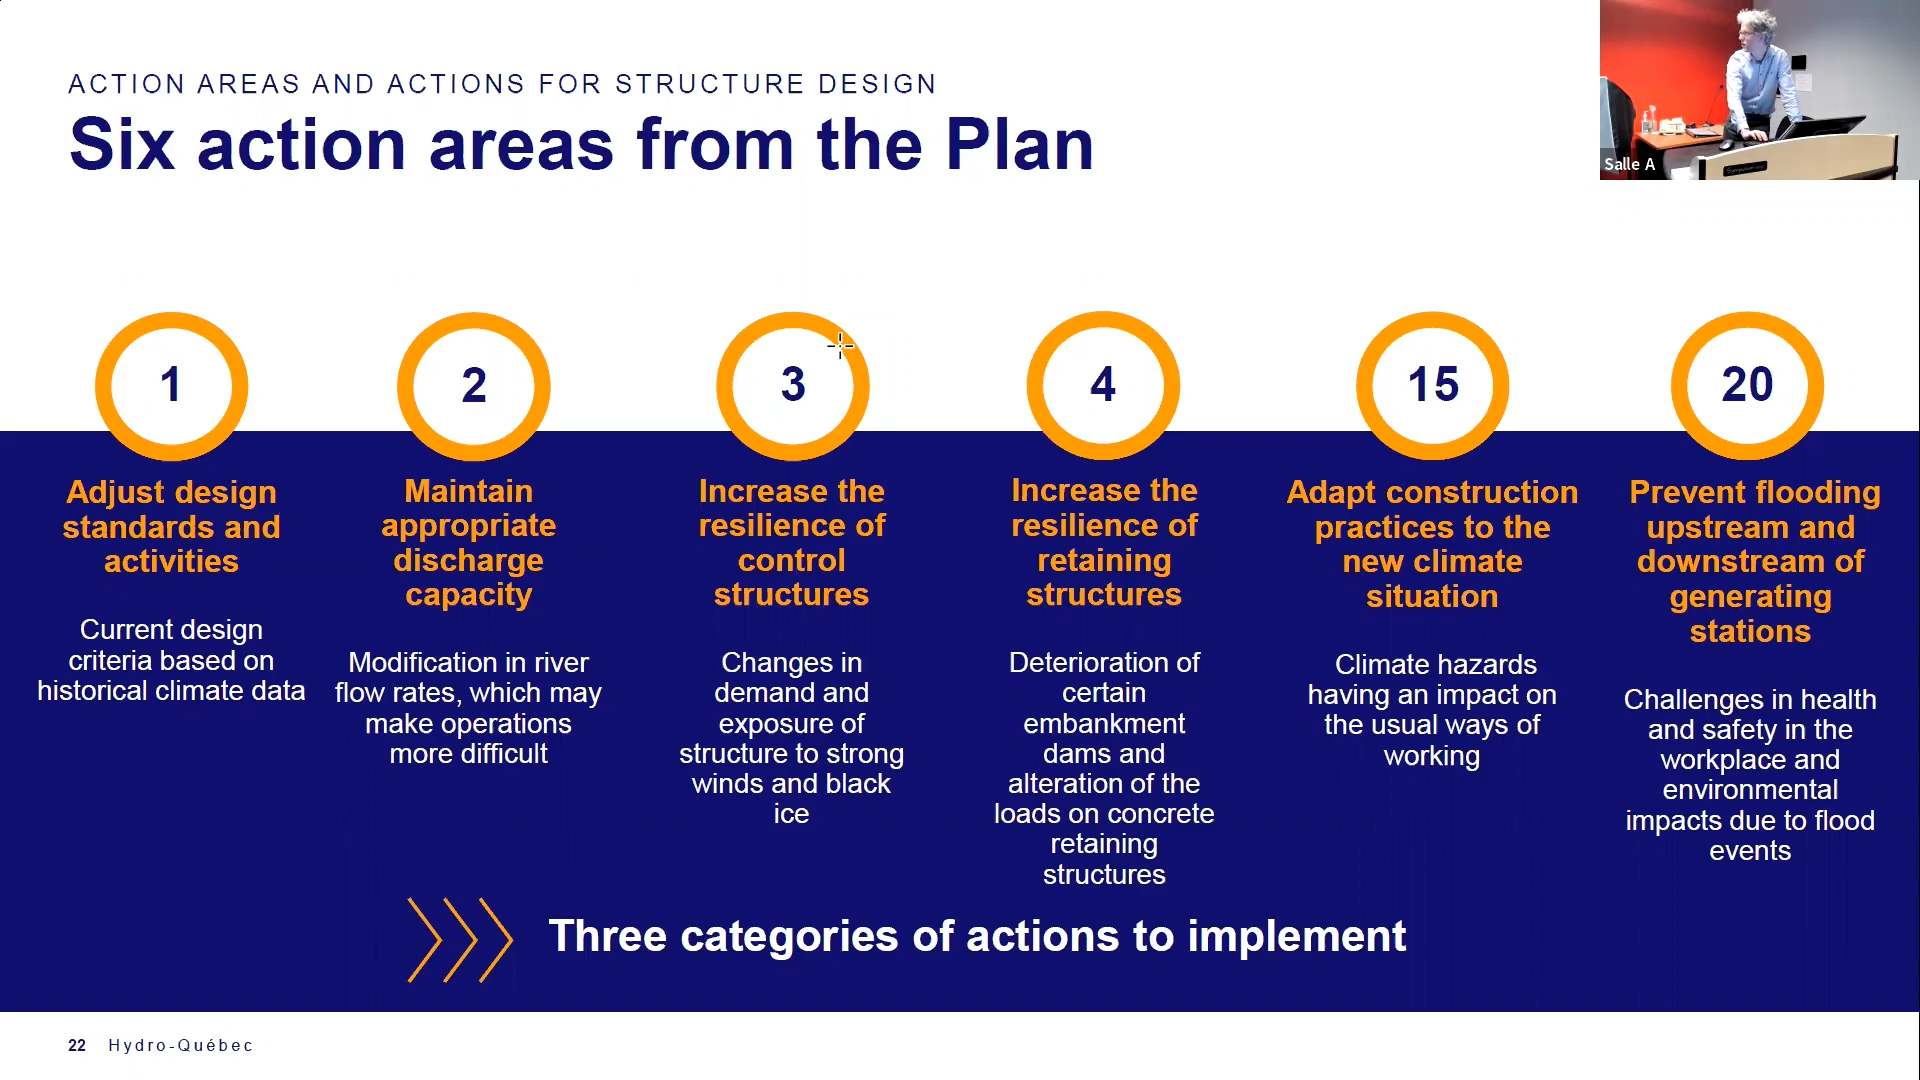 ACTION AREAS AND ACTIONS FOR STRUCTURE DESIGN
Six action areas from the Plan
Salle A
1
Adjust design
standards and
activities
Current design
criteria based on
historical climate data
2
Maintain
appropriate
discharge
capacity
Modification in river
flow rates, which may
make operations
more difficult
3
Increase the
resilience of
control
structures
Changes in
demand and
exposure of
structure to strong
winds and black
ice
4
Increase the
resilience of
retaining
structures
Deterioration of
certain
embankment
dams and
alteration of the
loads on concrete
retaining
structures
15
Adapt construction
practices to the
new climate
situation
Climate hazards
having an impact on
the usual ways of
working
20
Prevent flooding
upstream and
downstream of
generating
stations
Challenges in health
and safety in the
workplace and
environmental
impacts due to flood
events
Three categories of actions to implement
22 Hydro-Québec